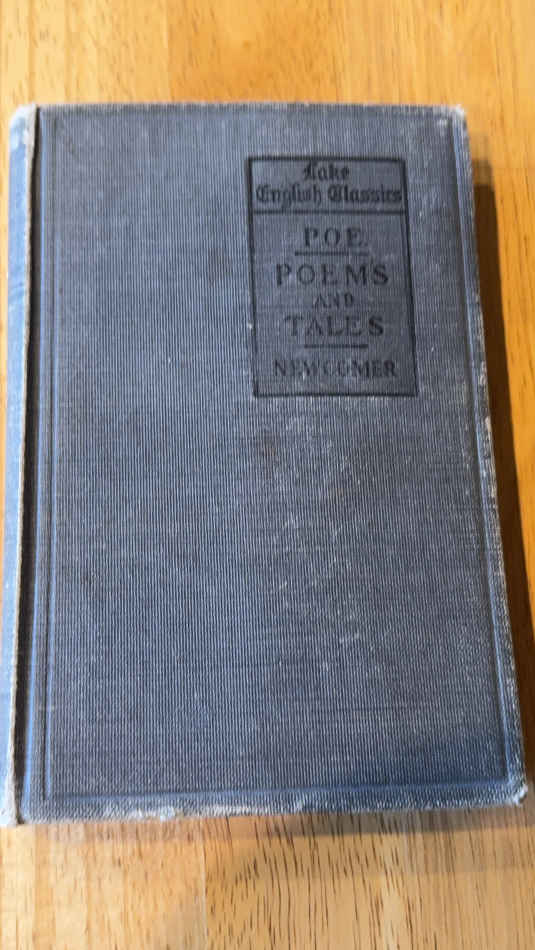 Lake
English Classics
POE
POEMS
AND
TALES
NEWCOMER